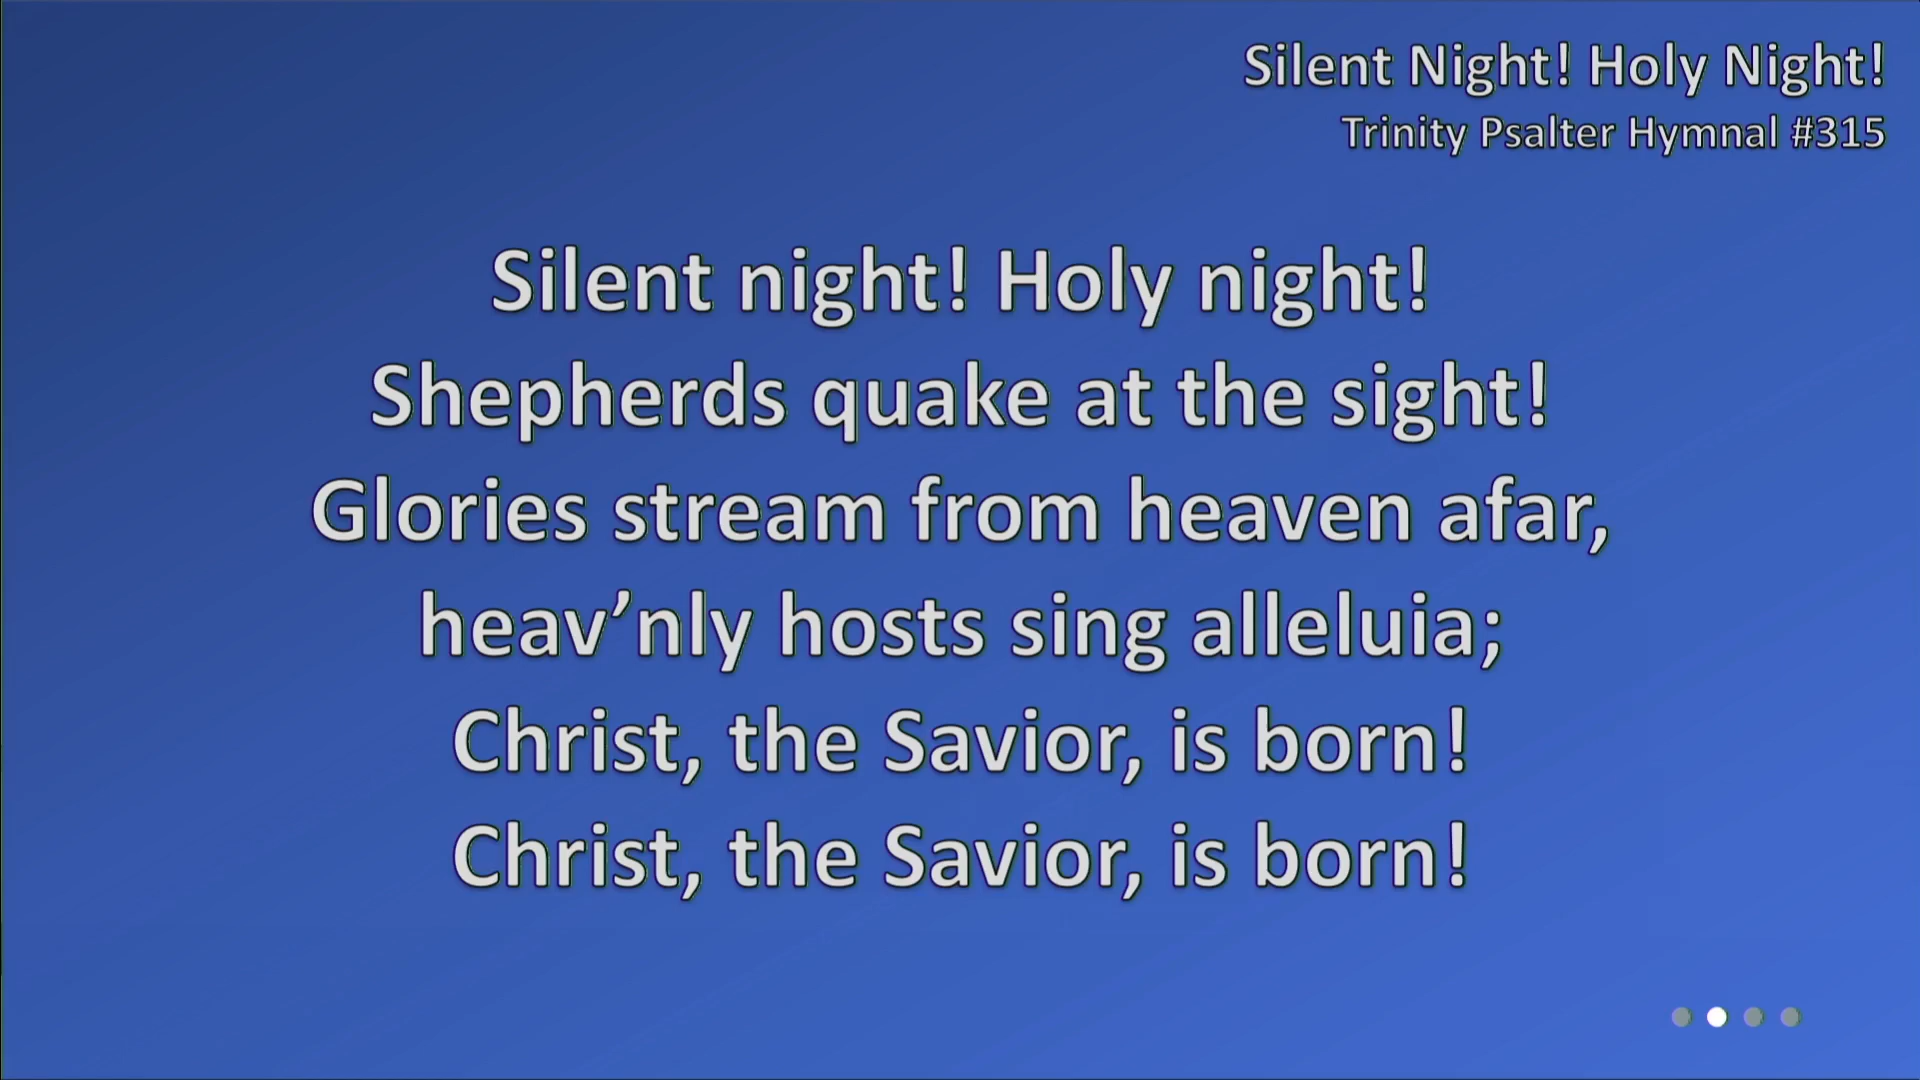 Silent Night! Holy Night!
Trinity Psalter Hymnal #315
Silent night! Holy night!
Shepherds quake at the sight!
Glories stream from heaven afar,
heav’nly hosts sing alleluia;
Christ, the Savior, is born!
Christ, the Savior, is born!